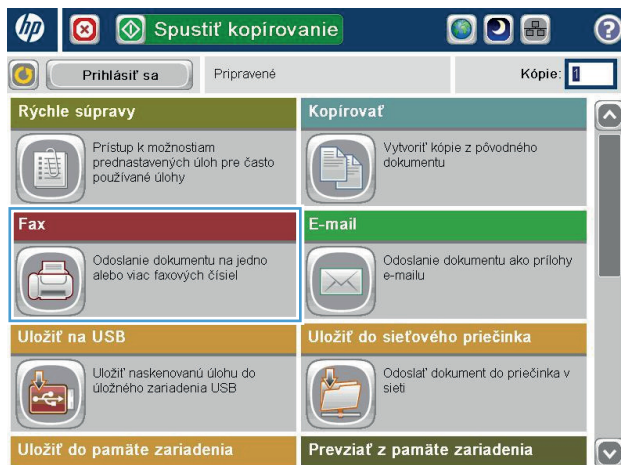 hp
Spustiť kopírovanie
?
Prihlásiť sa
Pripravené
Kópie: 1
Rýchle súpravy
Prístup k možnostiam
prednastavených úloh pre často
používané úlohy
Kopírovať
Vytvoriť kópie z pôvodného
dokumentu
Fax
Odoslanie dokumentu na jedno
alebo viac faxových čísiel
E-mail
Odoslanie dokumentu ako prílohy
e-mailu
Uložiť na USB
Uložiť naskenovanú úlohu do
úložného zariadenia USB
Uložiť do sieťového priečinka
Odoslať dokument do priečinka v
sieti
Uložiť do pamäte zariadenia
Prevziať z pamäte zariadenia